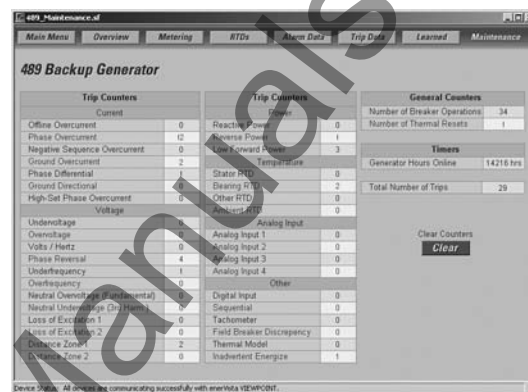 489_Maintenance.sf
Main Menu Overview Metering RTDs Alarm Data Trip Data Learned Maintenance
489 Backup Generator
Trip Counters
Current
Offline Overcurrent 0
Phase Overcurrent 12
Negative Sequence Overcurrent 0
Ground Overcurrent 2
Phase Differential 1
Ground Directional 0
High-Set Phase Overcurrent 0
Voltage
Undervoltage 0
Overvoltage 0
Volts / Hertz 0
Phase Reversal 4
Underfrequency 1
Overfrequency 0
Neutral Overvoltage (Fundamental) 0
Neutral Undervoltage (3rd Harm.) 0
Loss of Excitation 1 0
Loss of Excitation 2 0
Distance Zone 1 2
Distance Zone 2 0
Trip Counters
Power
Reactive Power 0
Reverse Power 1
Low Forward Power 3
Temperature
Stator RTD 0
Bearing RTD 2
Other RTD 0
Ambient RTD 0
Analog Input
Analog Input 1 0
Analog Input 2 0
Analog Input 3 0
Analog Input 4 0
Other
Digital Input 0
Sequential 0
Tachometer 0
Field Breaker Discrepency 0
Thermal Model 0
Inadvertent Energize 1
General Counters
Number of Breaker Operations 34
Number of Thermal Resets 1
Timers
Generator Hours Online 14216 hrs
Total Number of Trips 29
Clear Counters
Clear
Device Status: All devices are communicating successfully with enerVista VIEWPOINT.
Manuals